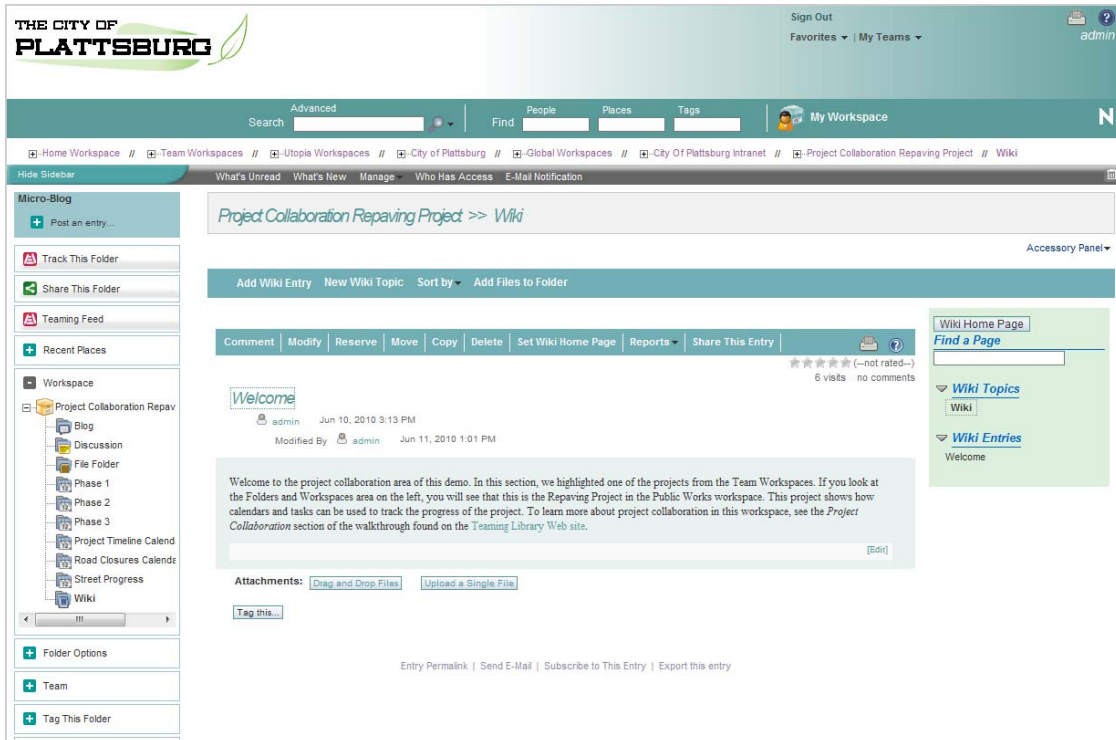 THE CITY OF
PLATTSBURG
Sign Out
Favorites | My Teams
admin
Advanced
Search
People Places Tags
Find
My Workspace
N
Home Workspace // Team Workspaces // Utopia Workspaces // City of Plattsburg // Global Workspaces // City Of Plattsburg Intranet // Project Collaboration Repaving Project // Wiki
Hide Sidebar
What's Unread What's New Manage Who Has Access E-Mail Notification
Micro-Blog
Post an entry...
Track This Folder
Share This Folder
Teaming Feed
Recent Places
Workspace
Project Collaboration Repav
Blog
Discussion
File Folder
Phase 1
Phase 2
Phase 3
Project Timeline Calend
Road Closures Calenda
Street Progress
Wiki
Folder Options
Team
Tag This Folder
Project Collaboration Repaving Project >> Wiki
Accessory Panel
Add Wiki Entry New Wiki Topic Sort by Add Files to Folder
Comment | Modify | Reserve | Move | Copy | Delete | Set Wiki Home Page | Reports | Share This Entry |
(--not rated--)
6 visits no comments
Welcome
admin Jun 10, 2010 3:13 PM
Modified By admin Jun 11, 2010 1:01 PM
Welcome to the project collaboration area of this demo. In this section, we highlighted one of the projects from the Team Workspaces. If you look at
the Folders and Workspaces area on the left, you will see that this is the Repaving Project in the Public Works workspace. This project shows how
calendars and tasks can be used to track the progress of the project. To learn more about project collaboration in this workspace, see the Project
Collaboration section of the walkthrough found on the Teaming Library Web site.
[Edit]
Attachments: Drag and Drop Files Upload a Single File
Tag this...
Entry Permalink | Send E-Mail | Subscribe to This Entry | Export this entry
Wiki Home Page
Find a Page
Wiki Topics
Wiki
Wiki Entries
Welcome